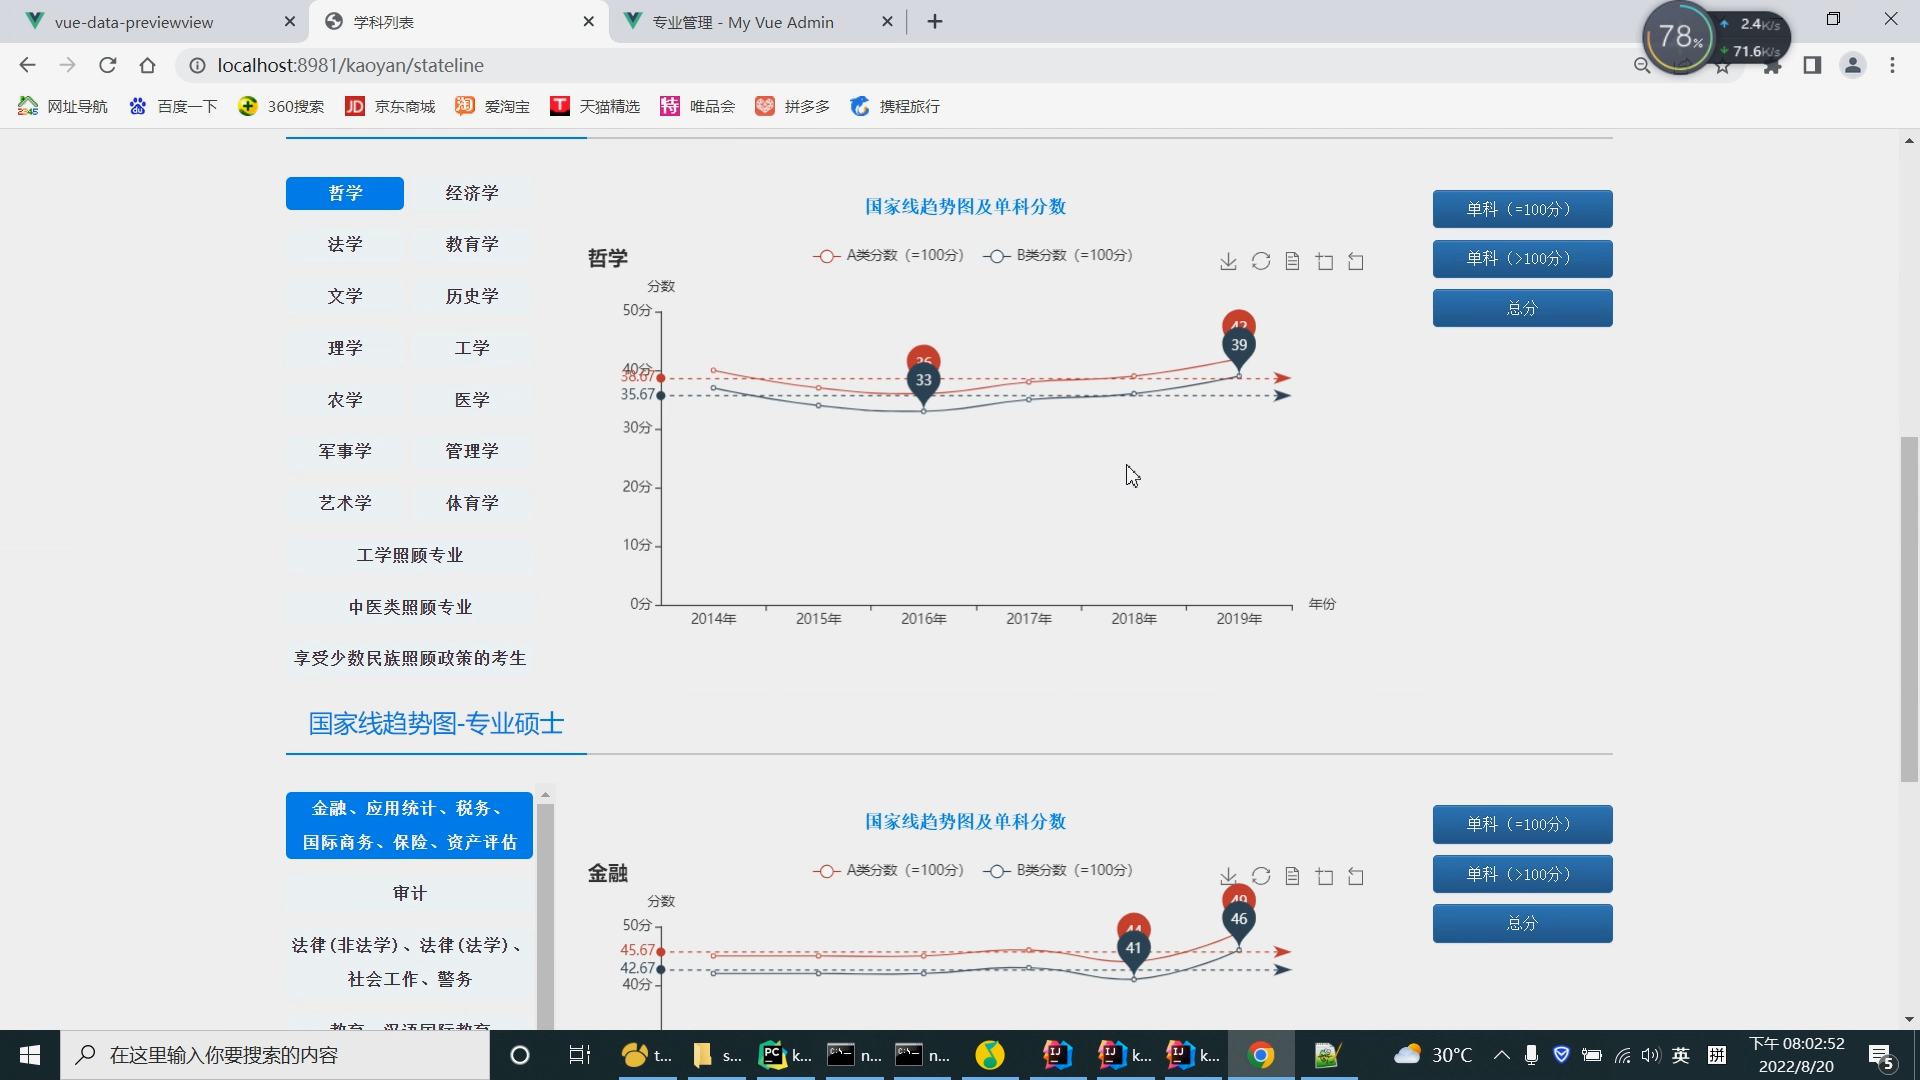 vue-data-previewview
学科列表
专业管理 - My Vue Admin
78%
2.4K/s
71.6K/s
localhost:8981/kaoyan/stateline
网址导航
百度一下
360搜索
京东商城
爱淘宝
天猫精选
唯品会
拼多多
携程旅行
哲学
经济学
法学
教育学
文学
历史学
理学
工学
农学
医学
军事学
管理学
艺术学
体育学
工学照顾专业
中医类照顾专业
享受少数民族照顾政策的考生
国家线趋势图及单科分数
哲学
A类分数（=100分）
B类分数（=100分）
分数
50分
40分
38.67
35.67
30分
20分
10分
0分
36
33
42
39
2014年
2015年
2016年
2017年
2018年
2019年
年份
单科（=100分）
单科（>100分）
总分
国家线趋势图-专业硕士
金融、应用统计、税务、
国际商务、保险、资产评估
审计
法律(非法学)、法律(法学)、
社会工作、警务
教育、汉语国际教育
国家线趋势图及单科分数
金融
A类分数（=100分）
B类分数（=100分）
分数
50分
45.67
42.67
40分
44
41
49
46
单科（=100分）
单科（>100分）
总分
在这里输入你要搜索的内容
t...
s...
k...
n...
n...
k...
k...
30°C
英
拼
下午 08:02:52
2022/8/20
5